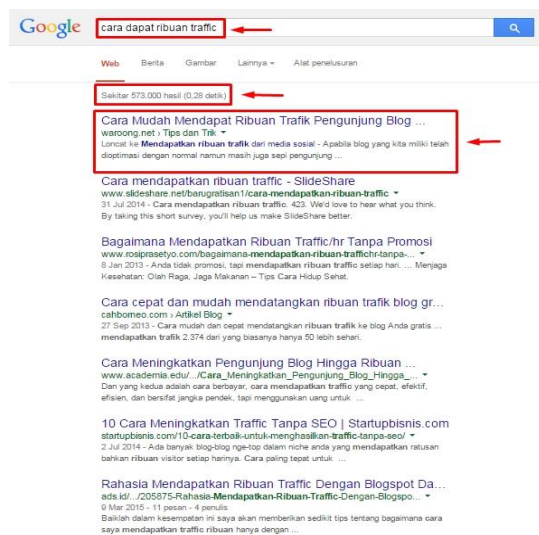 Google cara dapat ribuan traffic
Web Berita Gambar Lainnya Alat penelusuran
Sekitar 573.000 hasil (0,28 detik)
Cara Mudah Mendapat Ribuan Trafik Pengunjung Blog ...
waroong.net › Tips dan Trik
Loncat ke Mendapatkan ribuan trafik dari media sosial - Apabila blog yang kita miliki telah
dioptimasi dengan normal namun masih juga sepi pengunjung ...
Cara mendapatkan ribuan traffic - SlideShare
www.slideshare.net/barugratisan1/cara-mendapatkan-ribuan-traffic
31 Jul 2014 - Cara mendapatkan ribuan traffic. 423. We'd love to hear what you think.
By taking this short survey, you'll help us make SlideShare better.
Bagaimana Mendapatkan Ribuan Traffic/hr Tanpa Promosi
www.rosiprasetyo.com/bagaimana-mendapatkan-ribuan-traffichr-tanpa-...
8 Jan 2013 - Anda tidak promosi, tapi mendapatkan ribuan traffic setiap hari. ... Menjaga
Kesehatan: Olah Raga, Jaga Makanan – Tips Cara Hidup Sehat.
Cara cepat dan mudah mendatangkan ribuan trafik blog gr...
cahborneo.com › Artikel Blog
27 Sep 2013 - Cara mudah dan cepat mendatangkan ribuan trafik ke blog Anda gratis ...
mendapatkan trafik 2.374 dari yang biasanya hanya 50 lebih sehari.
Cara Meningkatkan Pengunjung Blog Hingga Ribuan ...
www.academia.edu/.../Cara_Meningkatkan_Pengunjung_Blog_Hingga_...
Dan yang kedua adalah cara berbayar, cara mendapatkan traffic yang cepat, efektif,
efisien, dan bersifat jangka pendek, tapi menggunakan uang untuk ...
10 Cara Meningkatkan Traffic Tanpa SEO | Startupbisnis.com
startupbisnis.com/10-cara-terbaik-untuk-menghasilkan-traffic-tanpa-seo/
2 Jul 2014 - Ada banyak blog-blog nge-top dalam niche anda yang mendapatkan ratusan
bahkan ribuan visitor setiap harinya. Cara paling tepat untuk ...
Rahasia Mendapatkan Ribuan Traffic Dengan Blogspot Da...
ads.id/.../205875-Rahasia-Mendapatkan-Ribuan-Traffic-Dengan-Blogspo...
9 Mar 2015 - 11 pesan - 4 penulis
Baiklah dalam kesempatan ini saya akan memberikan sedikit tips tentang bagaimana cara
saya mendapatkan traffic ribuan hanya dengan ...